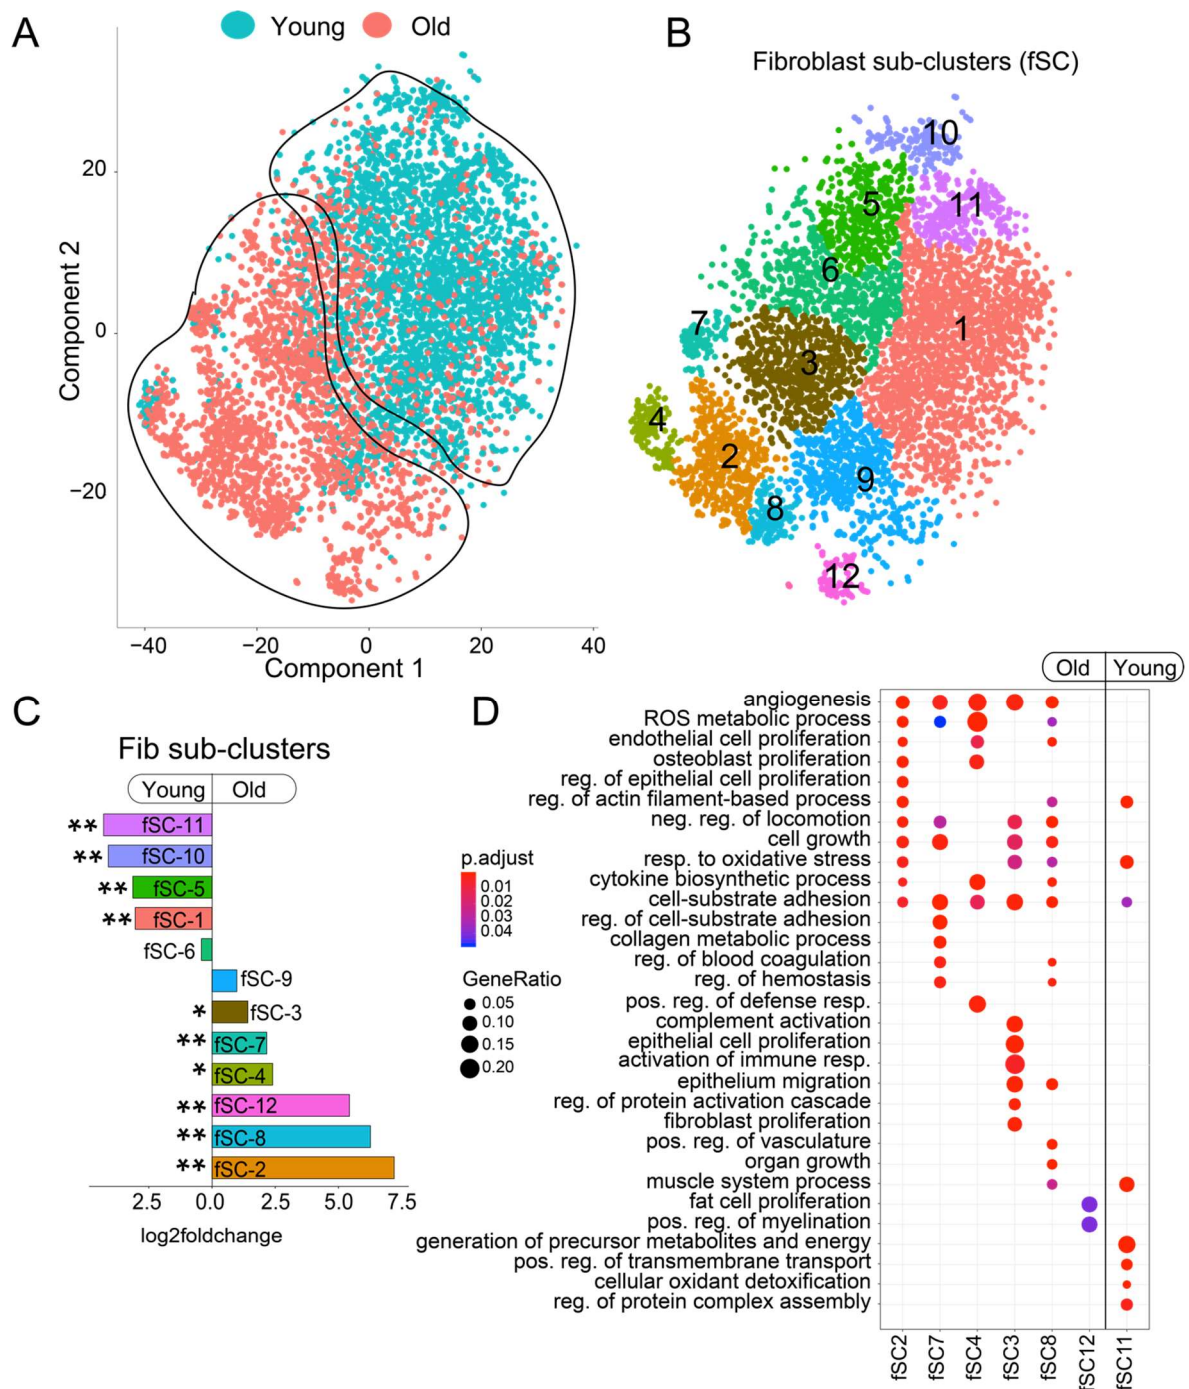 A
Young
Old
Component 2
20
0
−20
−40
−20
0
20
40
Component 1
B
Fibroblast sub-clusters (fSC)
10
5
11
6
7
1
3
4
2
9
8
12
C
Fib sub-clusters
Young
Old
** fSC-11
** fSC-10
** fSC-5
** fSC-1
fSC-6
fSC-9
* fSC-3
** fSC-7
* fSC-4
** fSC-12
** fSC-8
** fSC-2
2.5 0.0 2.5 5.0 7.5
log2foldchange
D
Old
Young
angiogenesis
ROS metabolic process
endothelial cell proliferation
osteoblast proliferation
reg. of epithelial cell proliferation
reg. of actin filament-based process
neg. reg. of locomotion
cell growth
resp. to oxidative stress
cytokine biosynthetic process
cell-substrate adhesion
reg. of cell-substrate adhesion
collagen metabolic process
reg. of blood coagulation
reg. of hemostasis
pos. reg. of defense resp.
complement activation
epithelial cell proliferation
activation of immune resp.
epithelium migration
reg. of protein activation cascade
fibroblast proliferation
pos. reg. of vasculature
organ growth
muscle system process
fat cell proliferation
pos. reg. of myelination
generation of precursor metabolites and energy
pos. reg. of transmembrane transport
cellular oxidant detoxification
reg. of protein complex assembly
p.adjust
0.01
0.02
0.03
0.04
GeneRatio
0.05
0.10
0.15
0.20
fSC2
fSC7
fSC4
fSC3
fSC8
fSC12
fSC11